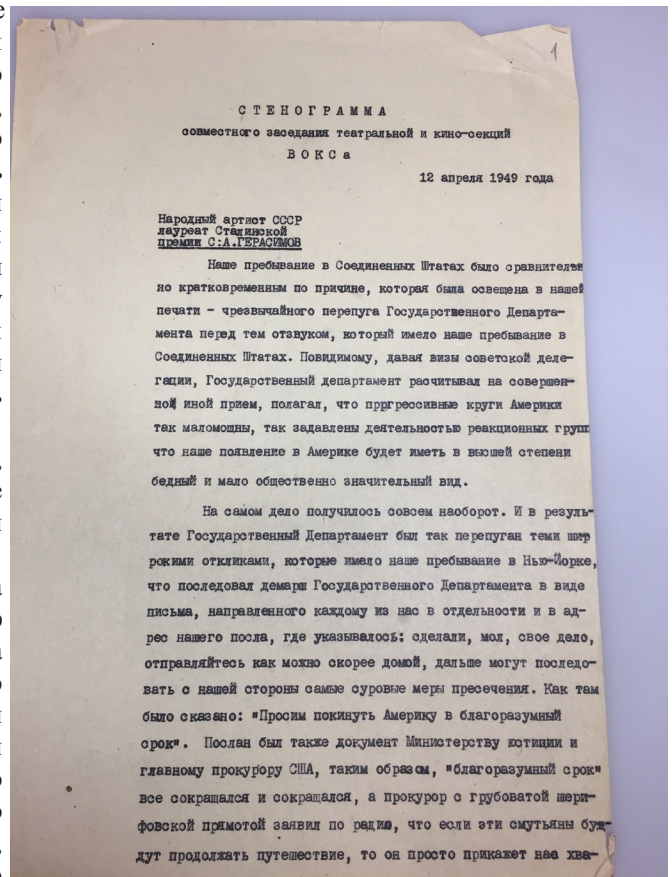 1
СТЕНОГРАММА
совместного заседания театральной и кино-секций
ВОКСа
12 апреля 1949 года
Народный артист СССР
лауреат Сталинской
премии С:А.ГЕРАСИМОВ
Наше пребывание в Соединенных Штатах было сравнительн
но кратковременным по причине, которая была освещена в нашей
печати - чрезвычайного перепуга Государственного Департа-
мента перед тем отзвуком, который имело наше пребывание в
Соединенных Штатах. Повидимому, давая визы советской деле-
гации, Государственный департамент расчитывал на совершен-
ной иной прием, полагал, что пргрессивные круги Америки
так маломощны, так задавлены деятельностью реакционных групп
что наше появление в Америке будет иметь в высшей степени
бедный и мало общественно значительный вид.
На самом дело получилось совсем наоборот. И в резуль-
тате Государственный Департамент был так перепуган теми шир
рокими откликами, которые имело наше пребывание в Нью-Йорке,
что последовал демарш Государственного Департамента в виде
письма, направленного каждому из нас в отдельности и в ад-
рес нашего посла, где указывалось: сделали, мол, свое дело,
отправляйтесь как можно скорее домой, дальше могут последо-
вать с нашей стороны самые суровые меры пресечения. Как там
было сказано: "Просим покинуть Америку в благоразумный
срок". Послан был также документ Министерству юстиции и
главному прокурору США, таким образом, "благоразумный срок"
все сокращался и сокращался, а прокурор с грубоватой шери-
фовской прямотой заявил по радио, что если эти смутьяны бу-
дут продолжать путешествие, то он просто прикажет нас хва-